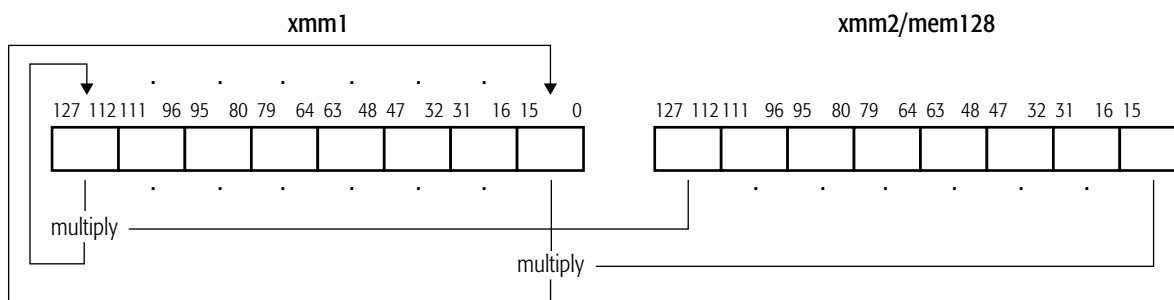 xmm1 xmm2/mem128
127 112 111 96 95 80 79 64 63 48 47 32 31 16 15 0 127 112 111 96 95 80 79 64 63 48 47 32 31 16 15
multiply
multiply